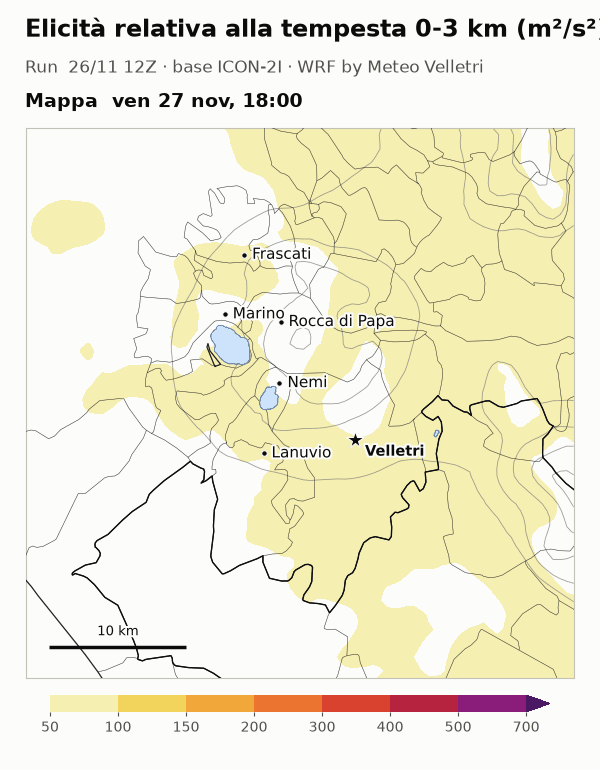 Elicità relativa alla tempesta 0-3 km (m²/s²)
Run 26/11 12Z · base ICON-2I · WRF by Meteo Velletri
Mappa ven 27 nov, 18:00
Frascati
Marino
Rocca di Papa
Nemi
Velletri
Lanuvio
10 km
50 100 150 200 300 400 500 700